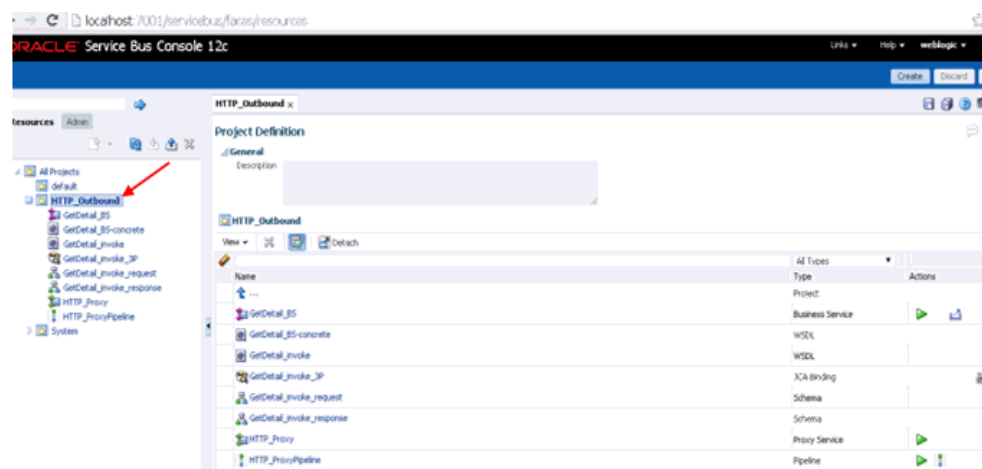 localhost:7001/servicebus/faces/resources
ORACLE Service Bus Console 12c
Links Help weblogic
Create Discard
HTTP_Outbound x
Resources Admin
Project Definition
General
Description
All Projects
default
HTTP_Outbound
GetDetail_BS
GetDetail_BS-concrete
GetDetail_invoke
GetDetail_invoke_3P
GetDetail_invoke_request
GetDetail_invoke_response
HTTP_Proxy
HTTP_ProxyPipeline
System
HTTP_Outbound
View Detach
All Types
Name Type Actions
... Project
GetDetail_BS Business Service
GetDetail_BS-concrete WSDL
GetDetail_invoke WSDL
GetDetail_invoke_3P JCA Binding
GetDetail_invoke_request Schema
GetDetail_invoke_response Schema
HTTP_Proxy Proxy Service
HTTP_ProxyPipeline Pipeline